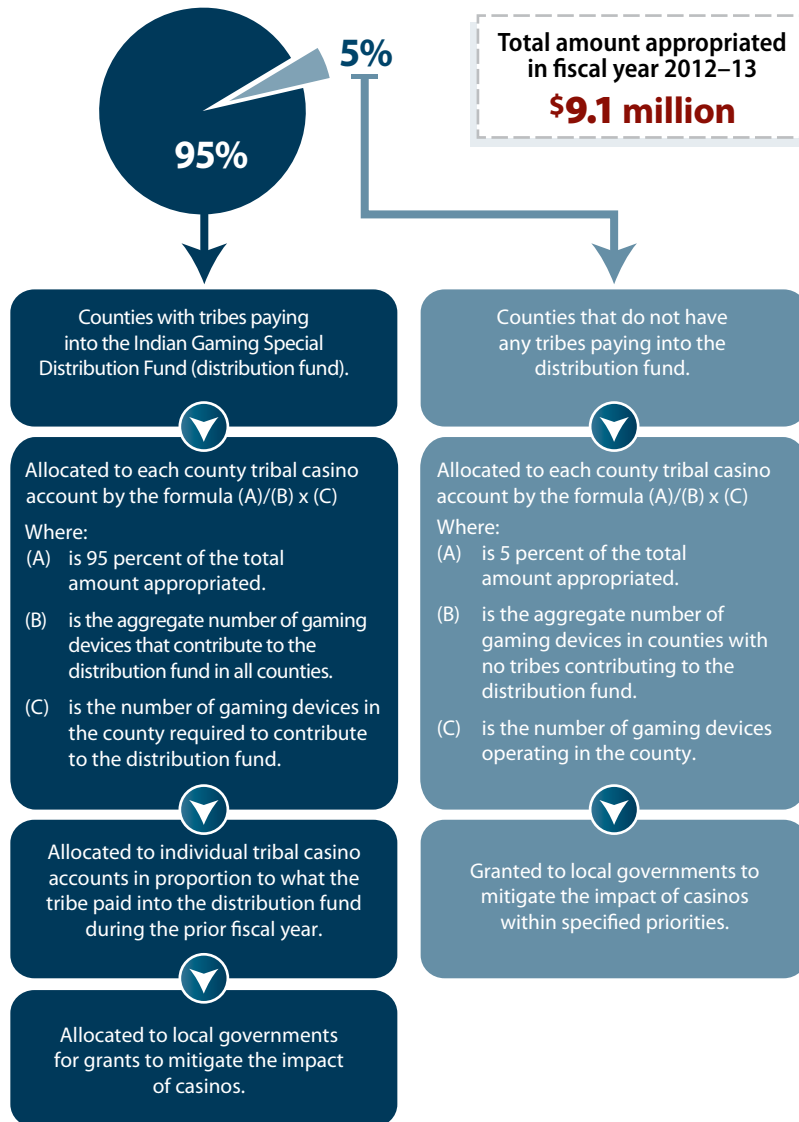 5%
95%
Total amount appropriated
in fiscal year 2012–13
$9.1 million
Counties with tribes paying
into the Indian Gaming Special
Distribution Fund (distribution fund).
Allocated to each county tribal casino
account by the formula (A)/(B) x (C)
Where:
(A) is 95 percent of the total
amount appropriated.
(B) is the aggregate number of gaming
devices that contribute to the
distribution fund in all counties.
(C) is the number of gaming devices in
the county required to contribute
to the distribution fund.
Allocated to individual tribal casino
accounts in proportion to what the
tribe paid into the distribution fund
during the prior fiscal year.
Allocated to local governments
for grants to mitigate the impact
of casinos.
Counties that do not have
any tribes paying into the
distribution fund.
Allocated to each county tribal casino
account by the formula (A)/(B) x (C)
Where:
(A) is 5 percent of the total
amount appropriated.
(B) is the aggregate number of
gaming devices in counties with
no tribes contributing to the
distribution fund.
(C) is the number of gaming devices
operating in the county.
Granted to local governments to
mitigate the impact of casinos
within specified priorities.